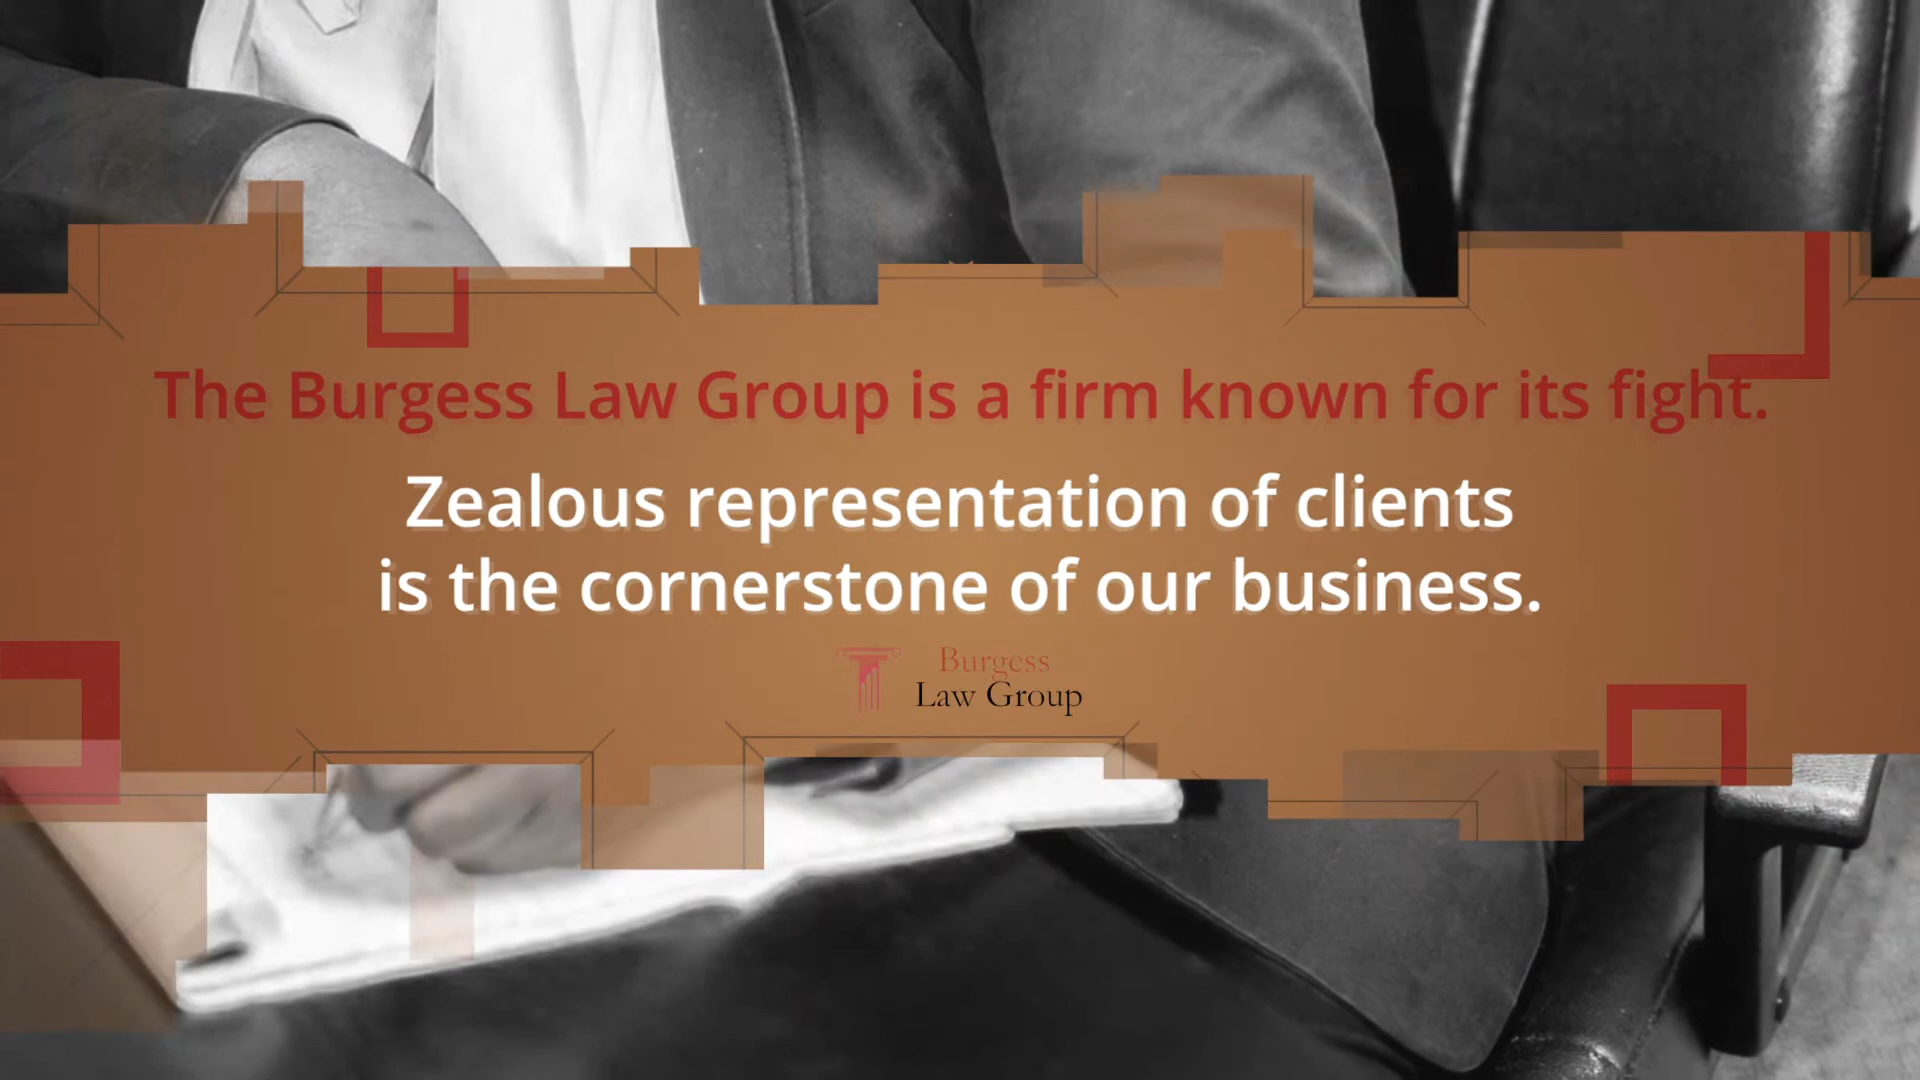 The Burgess Law Group is a firm known for its fight.
Zealous representation of clients
is the cornerstone of our business.
Burgess
Law Group